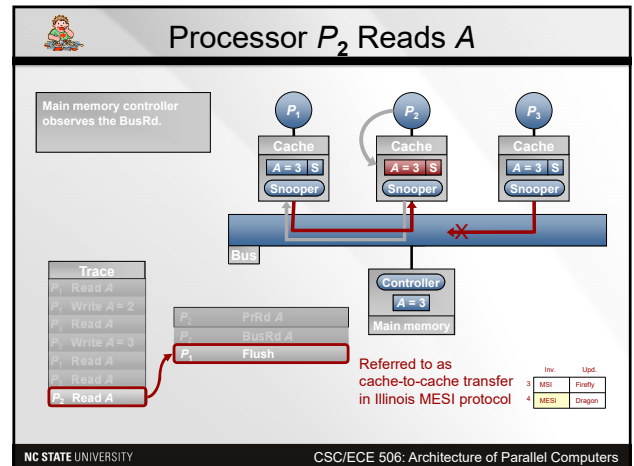 Processor P2 Reads A
Main memory controller
observes the BusRd.
P1
P2
P3
Cache
Cache
Cache
A = 3 S
A = 3 S
A = 3 S
Snooper
Snooper
Snooper
X
Bus
Trace
P1 Read A
P1 Write A = 2
Read A
Write A = 3
P1 Read A
Read A
P2 Read A
P2 PrRd A
P2 BusRd A
P1 Flush
Controller
A = 3
Main memory
Referred to as
cache-to-cache transfer
in Illinois MESI protocol
Inv. Upd.
3 MSI Firefly
4 MESI Dragon
NC STATE UNIVERSITY
CSC/ECE 506: Architecture of Parallel Computers